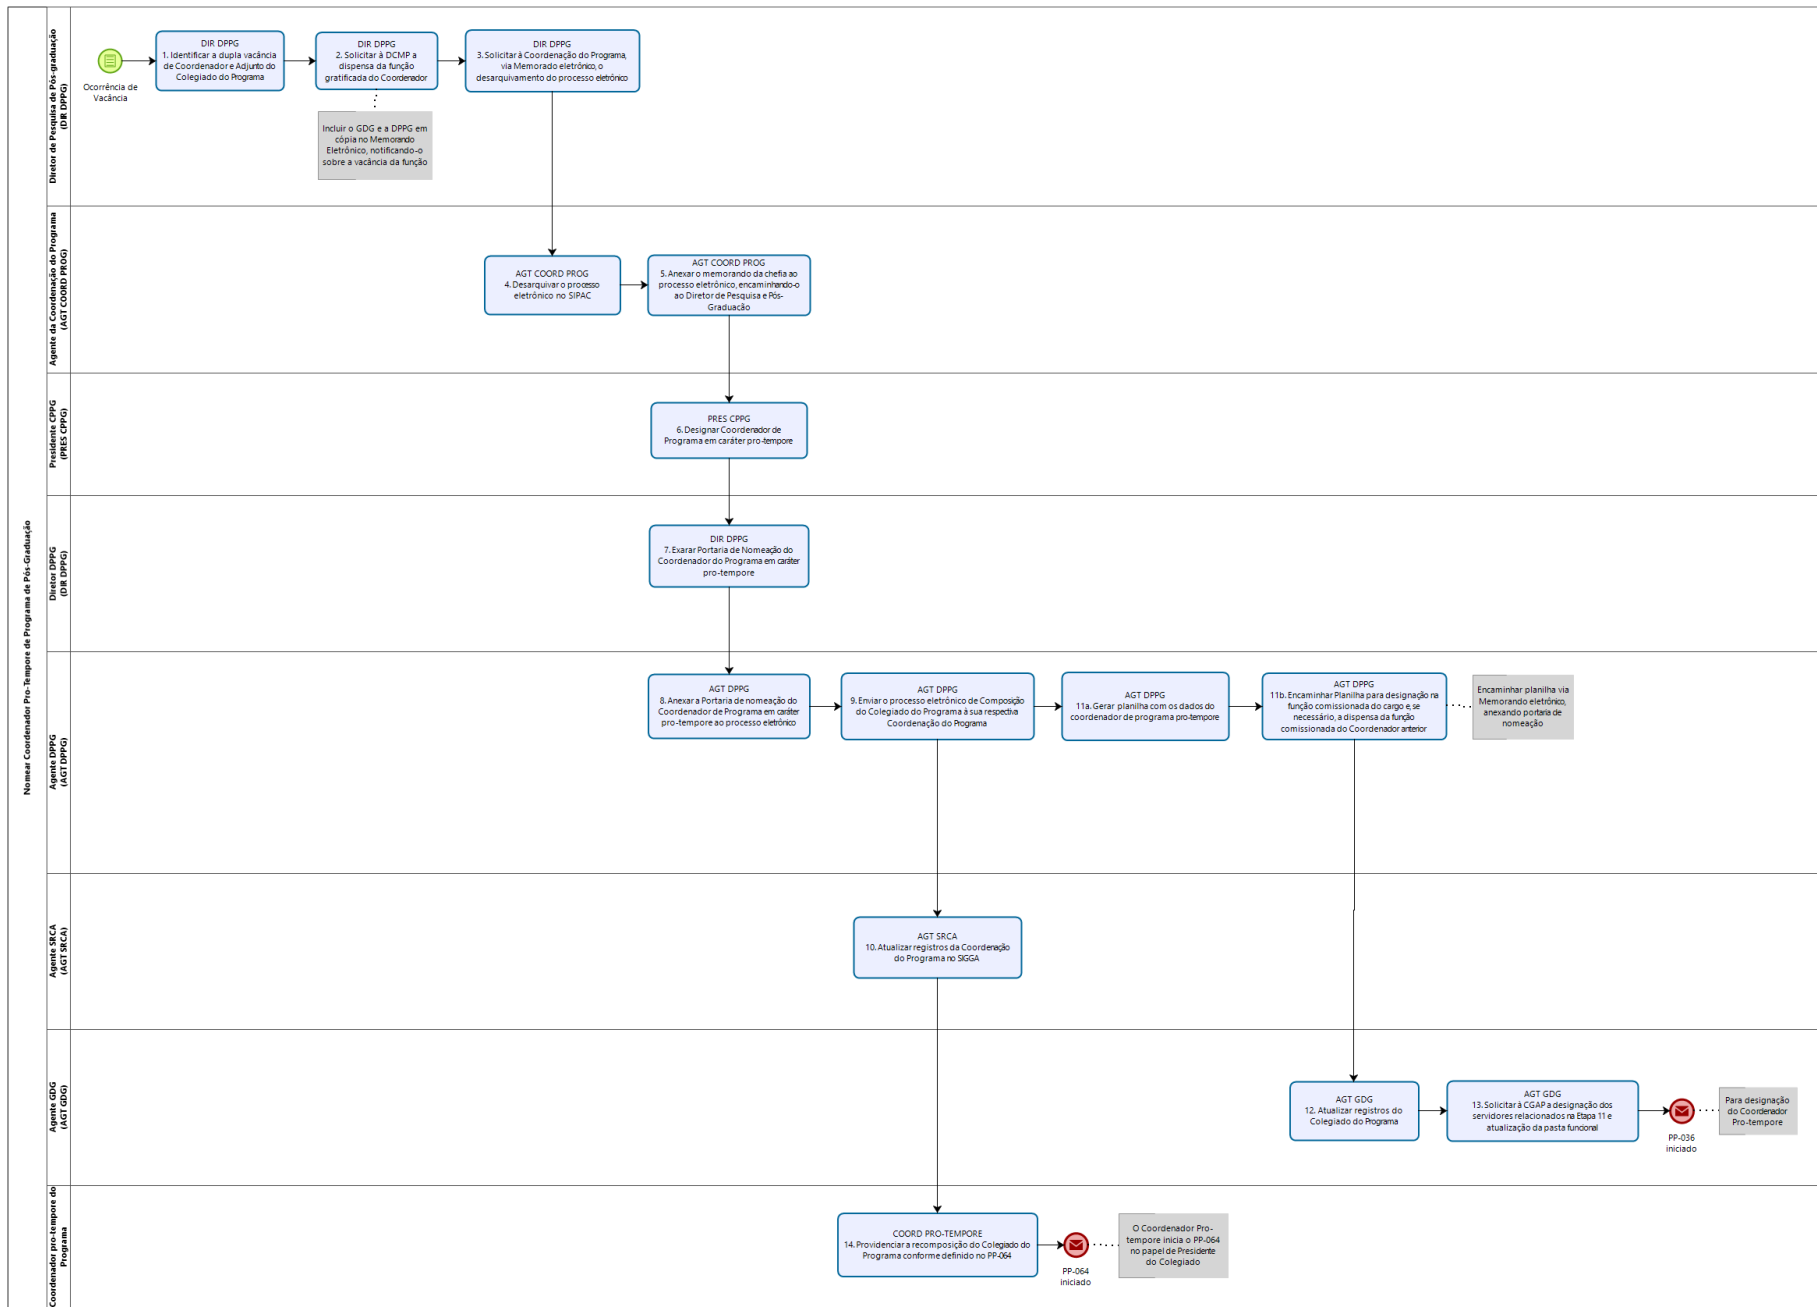 Nomear Coordenador Pro-Tempore de Programa de Pós-Graduação
Diretor de Pesquisa de Pós-graduação
(DIR DPPG)
Ocorrência de
Vacância
DIR DPPG
1. Identificar a dupla vacância
de Coordenador e Adjunto do
Colegiado do Programa
DIR DPPG
2. Solicitar à DCMP a
dispensa da função
gratificada do Coordenador
DIR DPPG
3. Solicitar à Coordenação do Programa,
via Memorado eletrônico, o
desarquivamento do processo eletrônico
Incluir o GDG e a DPPG em
cópia no Memorando
Eletrônico, notificando-o
sobre a vacância da função
Agente da Coordenação do Programa
(AGT COORD PROG)
AGT COORD PROG
4. Desarquivar o processo
eletrônico no SIPAC
AGT COORD PROG
5. Anexar o memorando da chefia ao
processo eletrônico, encaminhando-o
ao Diretor de Pesquisa e Pós-
Graduacão
Presidente CPPG
(PRES CPPG)
PRES CPPG
6. Designar Coordenador de
Programa em caráter pro-tempore
Diretor DPPG
(DIR DPPG)
DIR DPPG
7. Exarar Portaria de Nomeação do
Coordenador do Programa em caráter
pro-tempore
Agente DPPG
(AGT DPPG)
AGT DPPG
8. Anexar a Portaria de nomeação do
Coordenador de Programa em caráter
pro-tempore ao processo eletrônico
AGT DPPG
9. Enviar o processo eletrônico de Composição
do Colegiado do Programa à sua respectiva
Coordenação do Programa
AGT DPPG
11a. Gerar planilha com os dados do
coordenador de programa pro-tempore
AGT DPPG
11b. Encaminhar Planilha para designação na
função comissionada do cargo e, se
necessário, a dispensa da função
comissionada do Coordenador anterior
Encaminhar planilha via
Memorando eletrônico,
anexando portaria de
nomeação
Agente SRCA
(AGT SRCA)
AGT SRCA
10. Atualizar registros da Coordenação
do Programa no SIGGA
Agente GDG
(AGT GDG)
AGT GDG
12. Atualizar registros do
Colegiado do Programa
AGT GDG
13. Solicitar à CGAP a designação dos
servidores relacionados na Etapa 11 e
atualização da pasta funcional
PP-036
iniciado
Para designação
do Coordenador
Pro-tempore
Coordenador pro-tempore do
Programa
COORD PRO-TEMPORE
14. Providenciar a recomposição do Colegiado do
Programa conforme definido no PP-064
PP-064
iniciado
O Coordenador Pro-
tempore inicia o PP-064
no papel de Presidente
do Colegiado